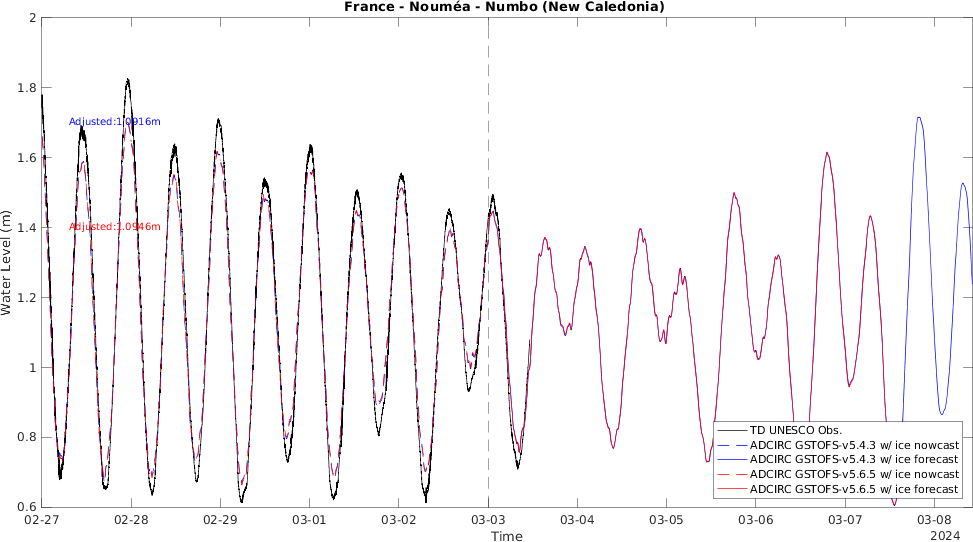 France - Nouméa - Numbo (New Caledonia)
2
1.8
Adjusted:1.0916m
1.6
1.4
Adjusted:1.0946m
Water Level (m)
1.2
1
0.8
TD UNESCO Obs.
ADCIRC GSTOFS-v5.4.3 w/ ice nowcast
ADCIRC GSTOFS-v5.4.3 w/ ice forecast
ADCIRC GSTOFS-v5.6.5 w/ ice nowcast
ADCIRC GSTOFS-v5.6.5 w/ ice forecast
0.6
02-27 02-28 02-29 03-01 03-02 03-03 03-04 03-05 03-06 03-07 03-08
Time
2024